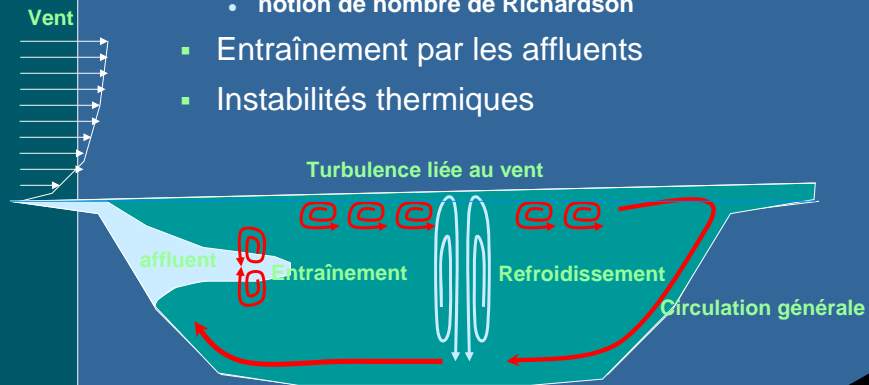 notion de nombre de Richardson
Vent
Entraînement par les affluents
Instabilités thermiques
Turbulence liée au vent
affluent
Entraînement
Refroidissement
Circulation générale